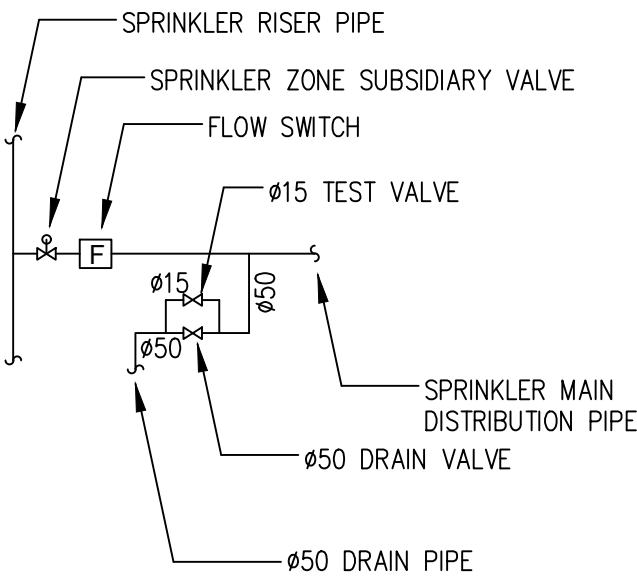 SPRINKLER RISER PIPE
SPRINKLER ZONE SUBSIDIARY VALVE
FLOW SWITCH
ø15 TEST VALVE
F
ø15
ø50
ø50
SPRINKLER MAIN
DISTRIBUTION PIPE
ø50 DRAIN VALVE
ø50 DRAIN PIPE